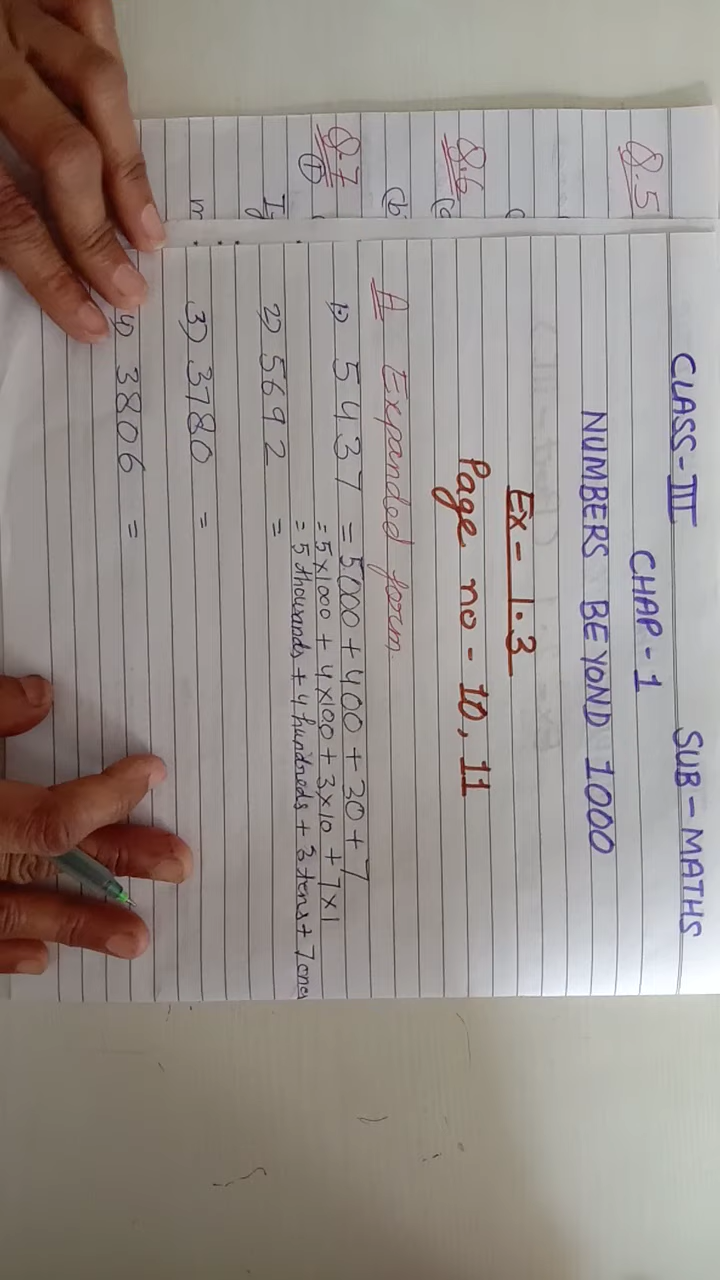 CLASS-III SUB-MATHS
CHAP-1
NUMBERS BEYOND 1000
Ex-1.3
Page no-10, 11
A Expanded form.
1) 5437 = 5000 + 400 + 30 + 7
= 5x1000 + 4x100 + 3x10 + 7x1
= 5 thousands + 4 hundreds + 3 tens + 7 ones
2) 5692 =
3) 3780 =
4) 3806 =
Q.5
Q.6
(b
Q.7